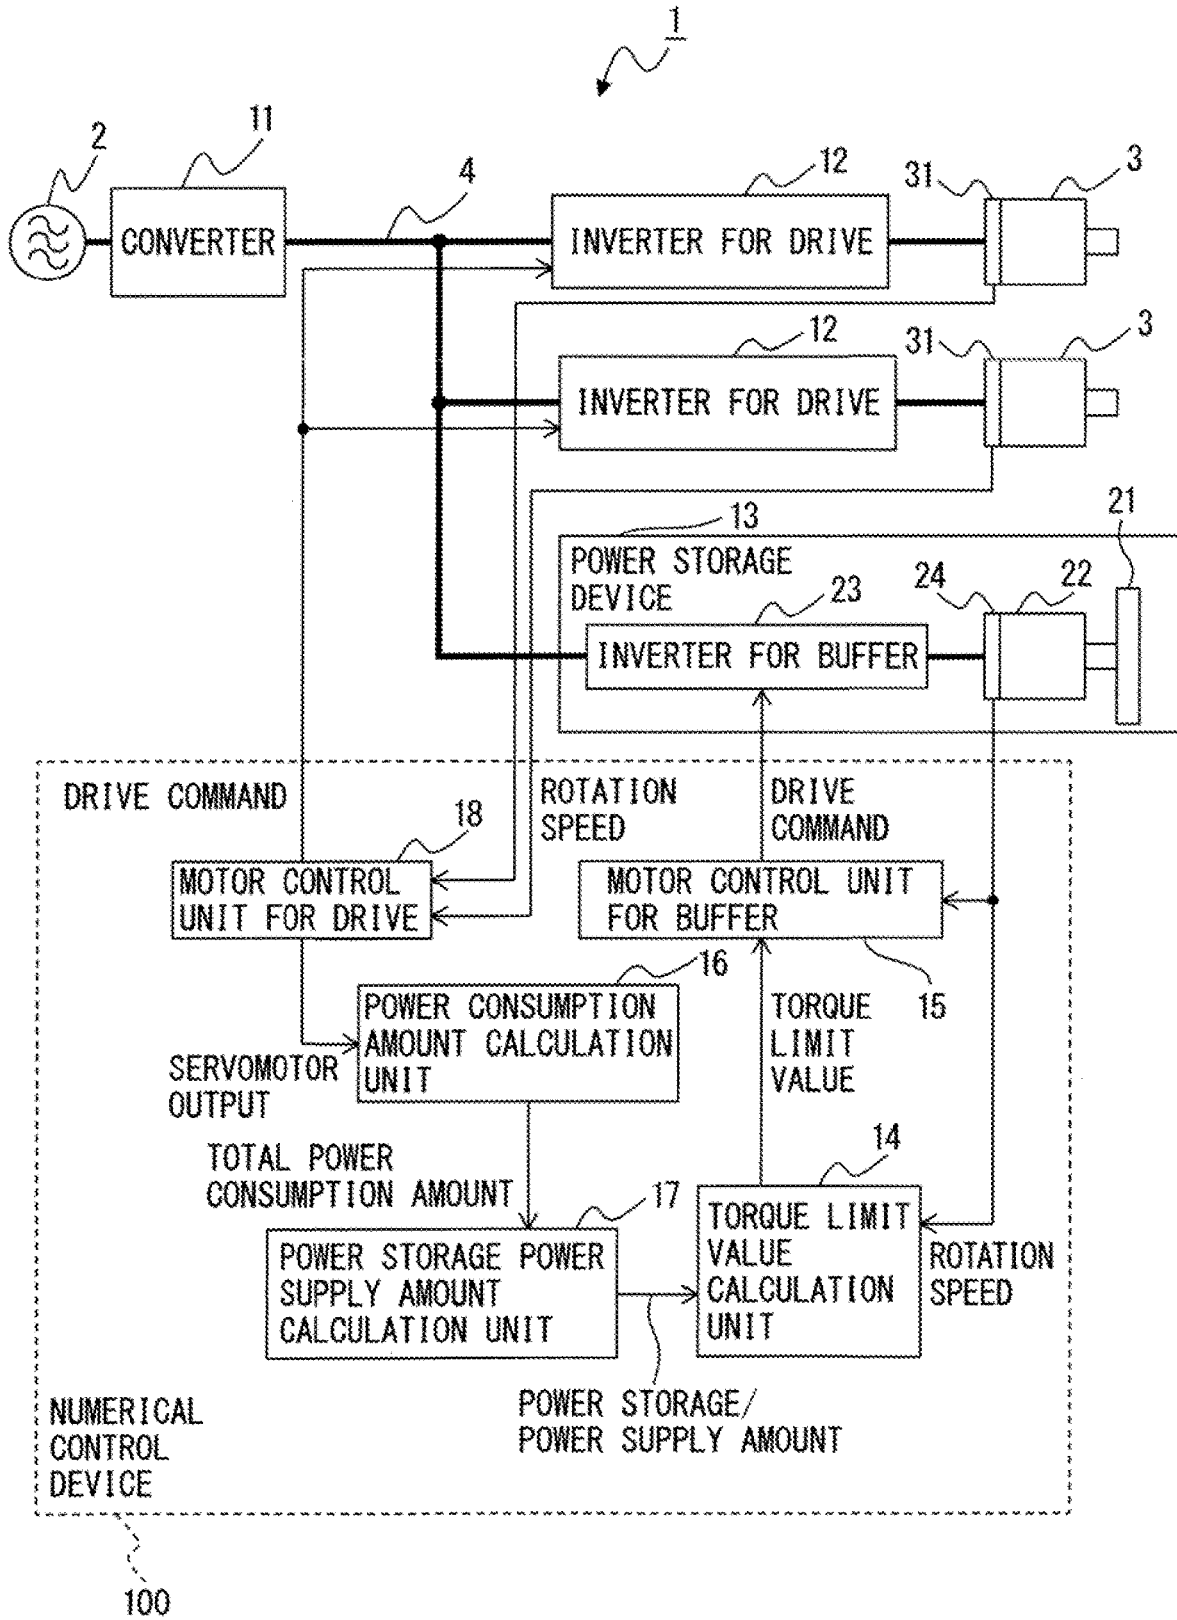 1
2
11
4
12
31
3
CONVERTER
INVERTER FOR DRIVE
12
31
3
INVERTER FOR DRIVE
13
21
POWER STORAGE
DEVICE
23
24
22
INVERTER FOR BUFFER
DRIVE COMMAND
18
ROTATION
SPEED
DRIVE
COMMAND
MOTOR CONTROL
UNIT FOR DRIVE
MOTOR CONTROL UNIT
FOR BUFFER
16
15
POWER CONSUMPTION
AMOUNT CALCULATION
UNIT
TORQUE
LIMIT
VALUE
SERVOMOTOR
OUTPUT
14
TOTAL POWER
CONSUMPTION AMOUNT
17
TORQUE LIMIT
VALUE
CALCULATION
UNIT
ROTATION
SPEED
POWER STORAGE POWER
SUPPLY AMOUNT
CALCULATION UNIT
POWER STORAGE/
POWER SUPPLY AMOUNT
NUMERICAL
CONTROL
DEVICE
100